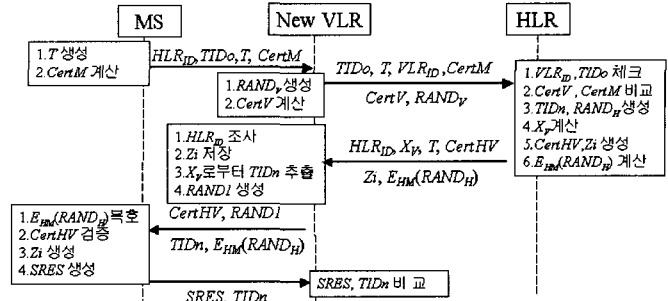 MS
New VLR
HLR
1.T 생성
2.CertM 계산
HLR_ID, TIDo, T, CertM
1.RAND_V 생성
2.CertV 계산
TIDo, T, VLR_ID, CertM
CertV, RAND_V
1.VLR_ID, TIDo 체크
2.CertV, CertM 비교
3.TIDn, RAND_H 생성
4.X_V 계산
5.CertHV, Zi 생성
6.E_HM(RAND_H) 계산
1.HLR_ID 조사
2.Zi 저장
3.X_V로부터 TIDn 추출
4.RAND1 생성
HLR_ID, X_V, T, CertHV
Zi, E_HM(RAND_H)
1.E_HM(RAND_H) 복호
2.CertHV 검증
3.Zi 생성
4.SRES 생성
CertHV, RAND1
TIDn, E_HM(RAND_H)
SRES, TIDn
SRES, TIDn 비교